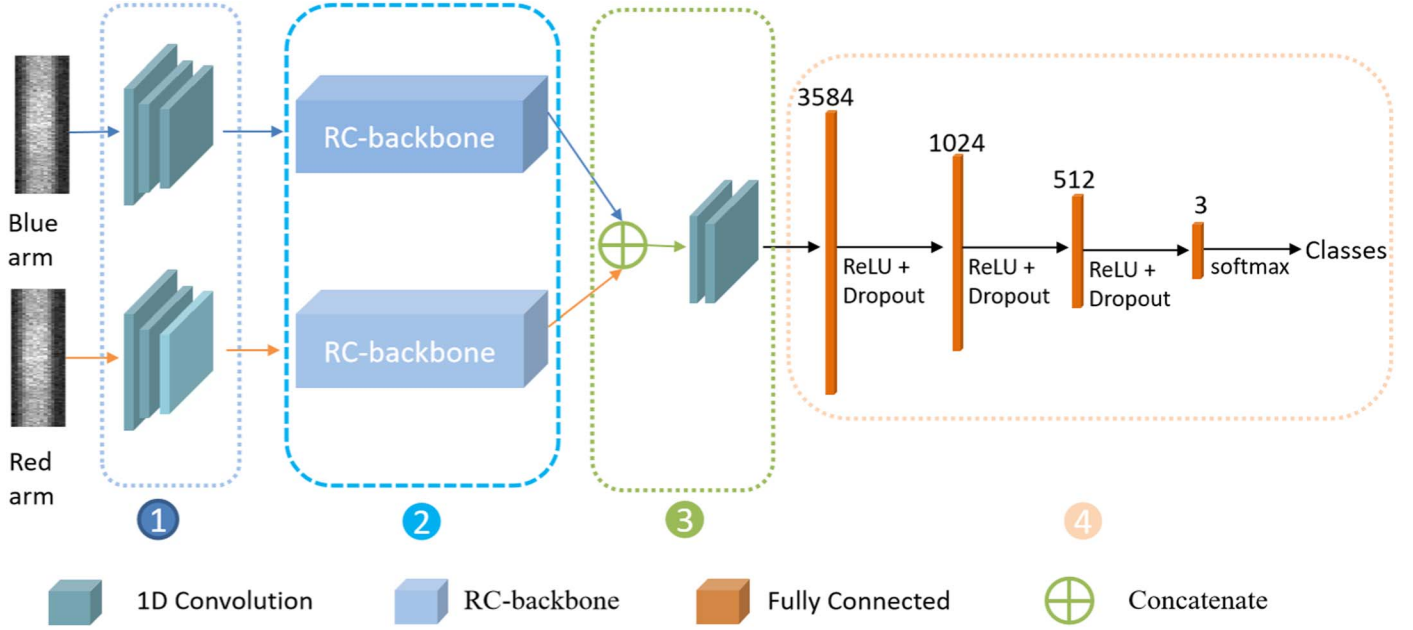 Blue
arm
Red
arm
RC-backbone
RC-backbone
3584
1024
512
3
ReLU +
Dropout
ReLU +
Dropout
ReLU +
Dropout
softmax
Classes
1
2
3
4
1D Convolution
RC-backbone
Fully Connected
Concatenate